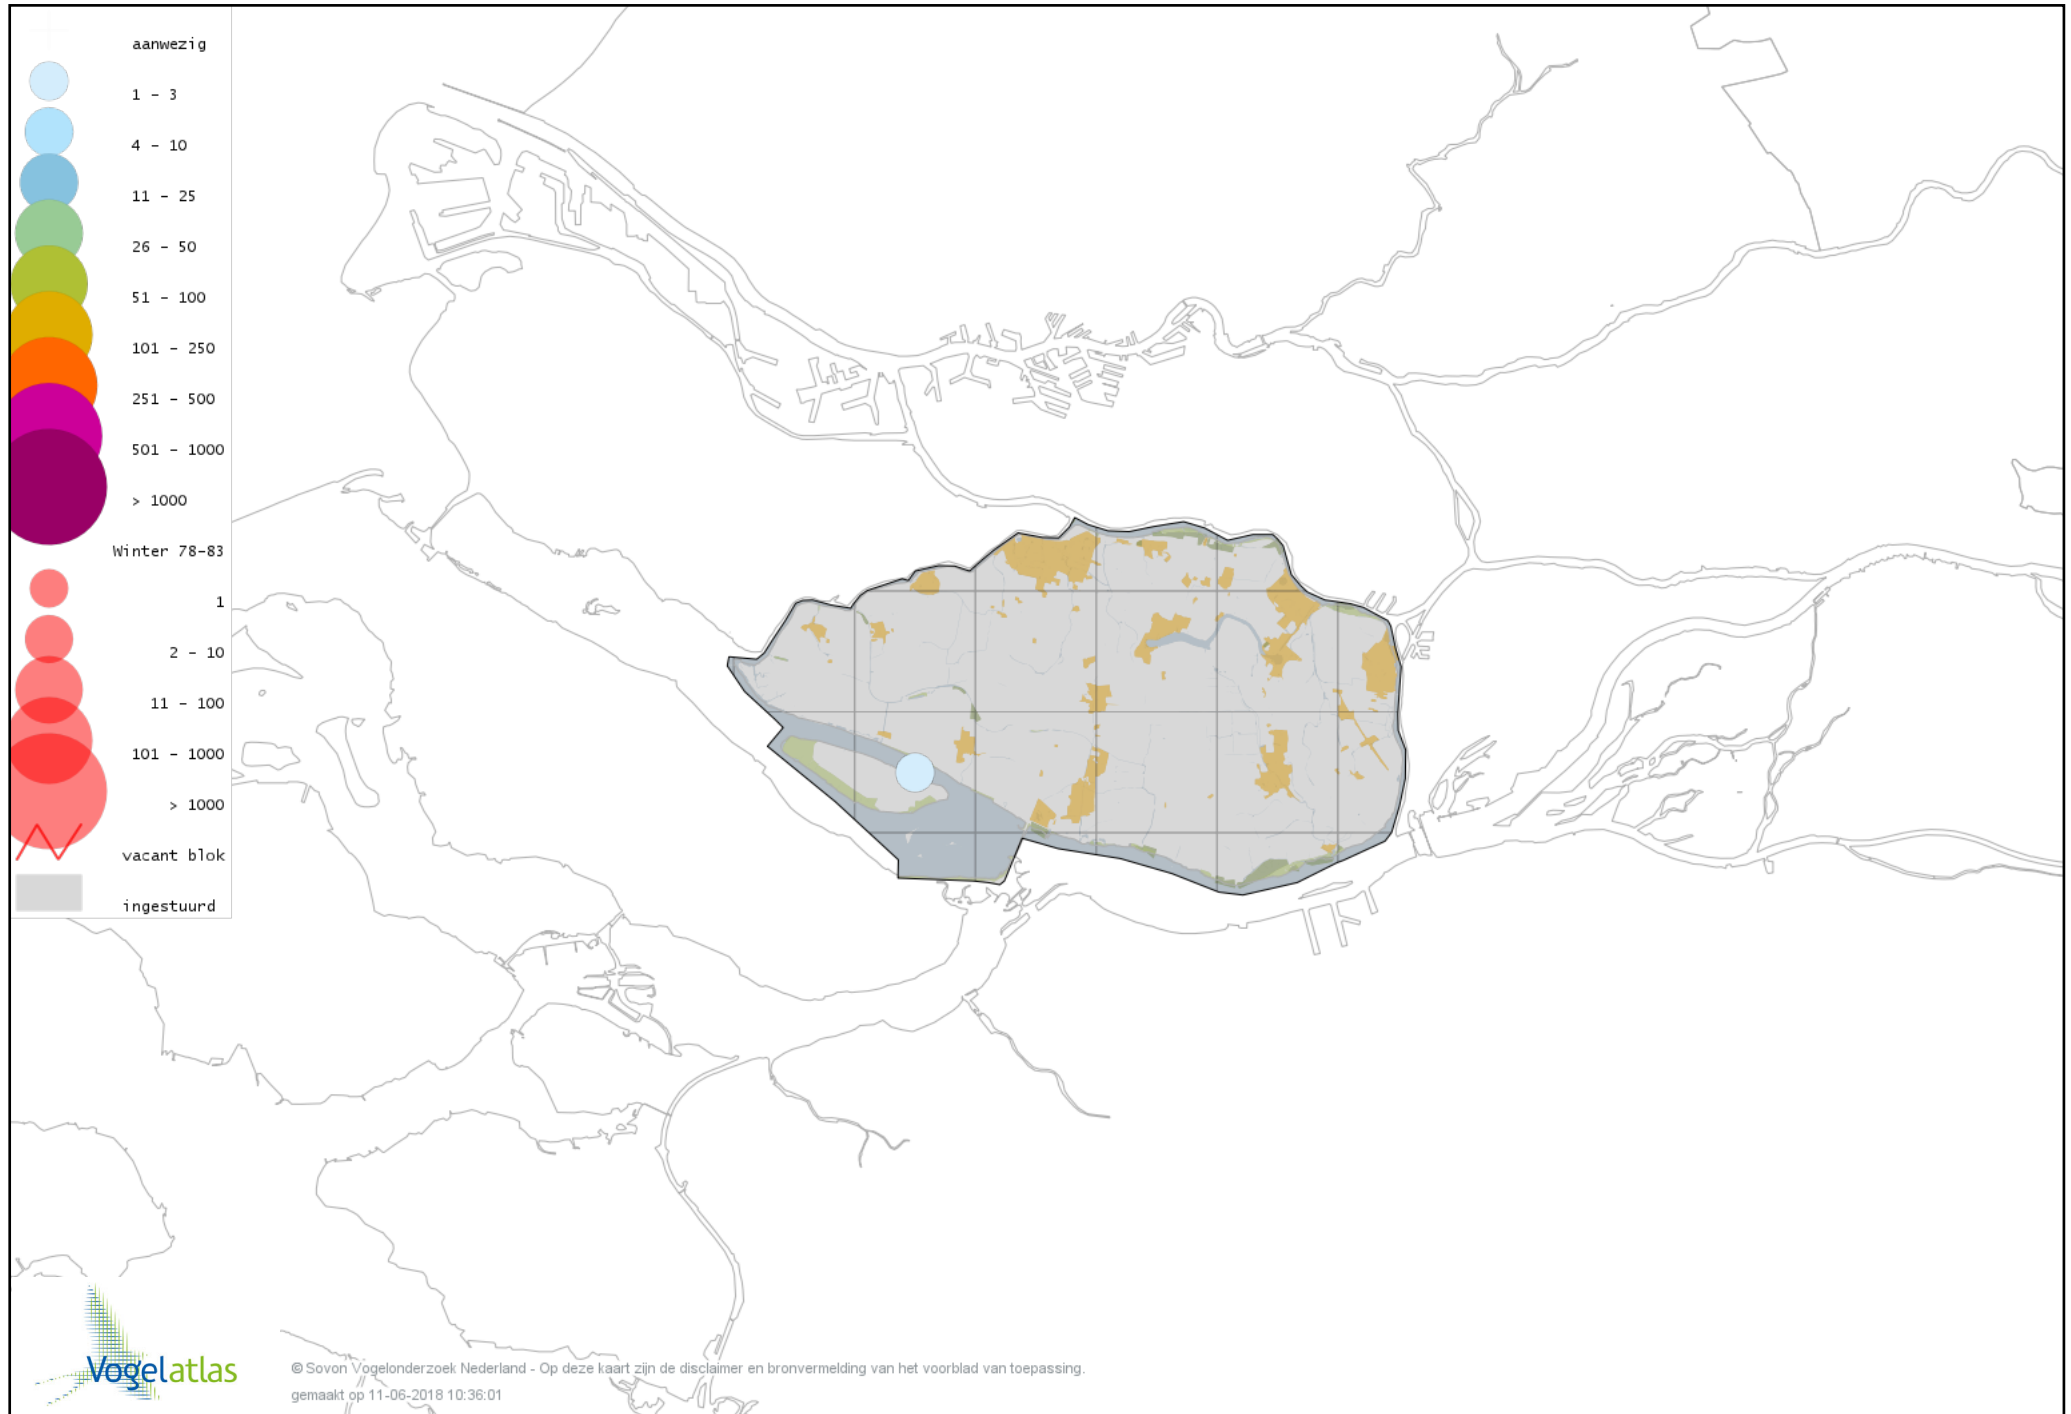 aanwezig
1 - 3
4 - 10
11 - 25
26 - 50
51 - 100
101 - 250
251 - 500
501 - 1000
> 1000
Winter 78-83
1
2 - 10
11 - 100
101 - 1000
> 1000
vacant blok
ingestuurd
Vogelatlas
© Sovon Vogelonderzoek Nederland - Op deze kaart zijn de disclaimer en bronvermelding van het voorblad van toepassing.
gemaakt op 11-06-2018 10:36:01